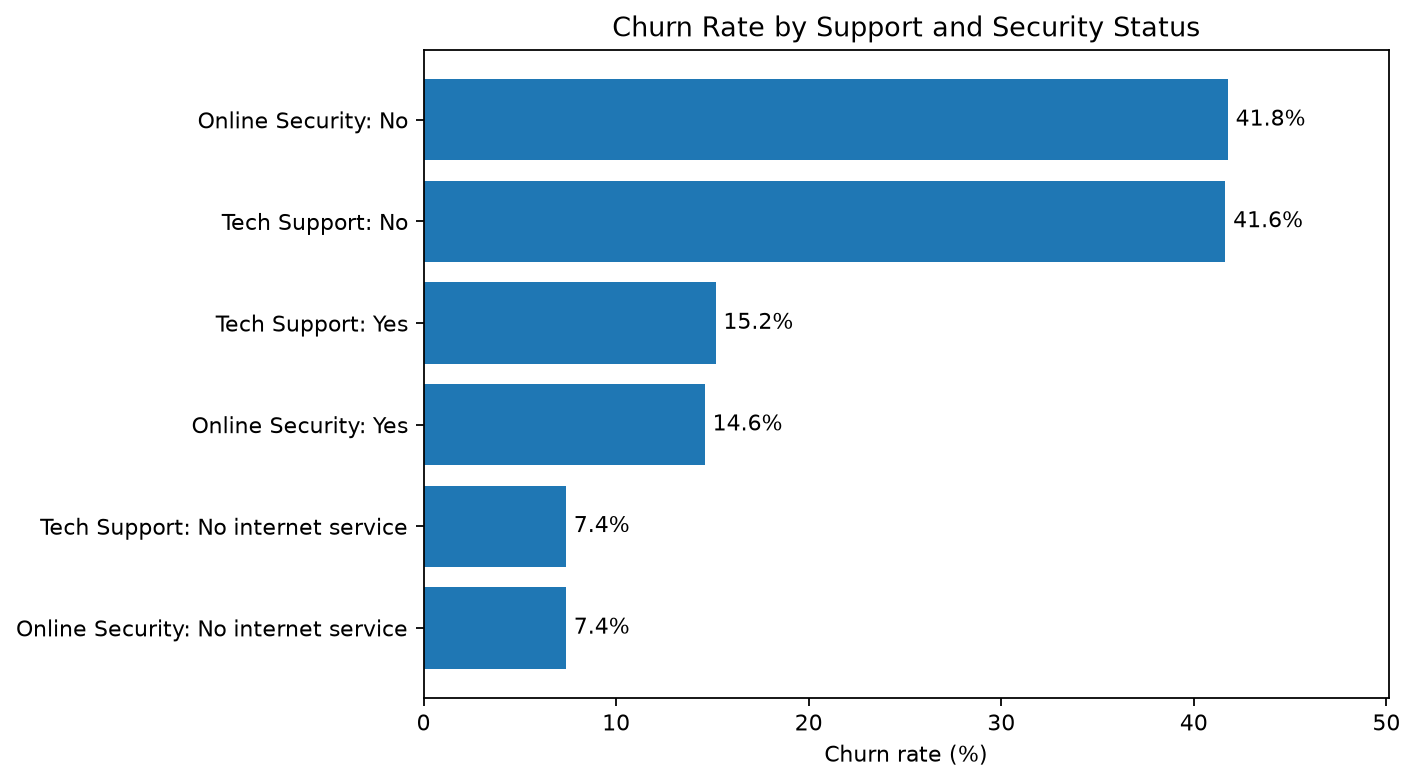 Churn Rate by Support and Security Status
Online Security: No
41.8%
Tech Support: No
41.6%
Tech Support: Yes
15.2%
Online Security: Yes
14.6%
Tech Support: No internet service
7.4%
Online Security: No internet service
7.4%
0 10 20 30 40 50
Churn rate (%)